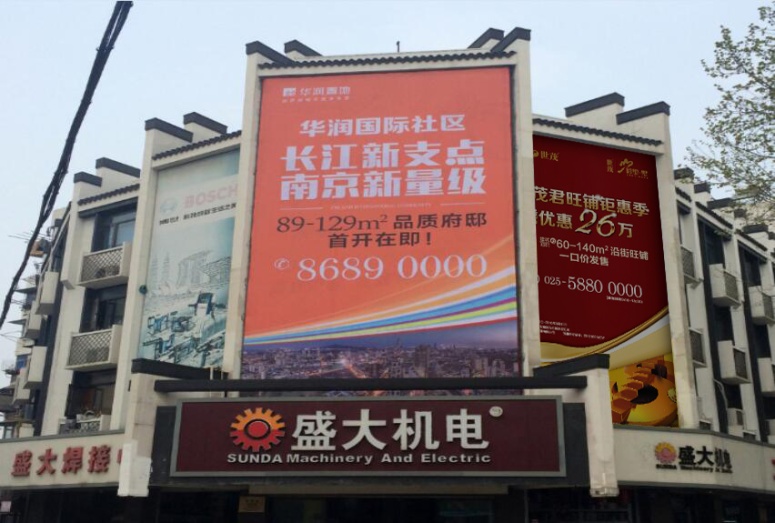 BOSCH
华润置地
华润国际社区
长江新支点
南京新量级
89-129m² 品质府邸
首开在即！
8689 0000
世茂
茂君旺铺钜惠季
优惠26万
60~140m² 沿街旺铺
一口价发售
025-5880 0000
盛大焊接
盛大机电
SUNDA Machinery And Electric
盛大机电